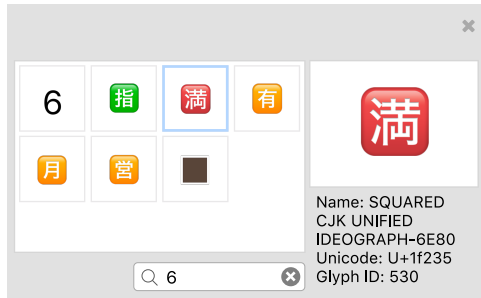 6 指 満 有
満
月 営
Name: SQUARED
CJK UNIFIED
IDEOGRAPH-6E80
Unicode: U+1f235
Glyph ID: 530
6